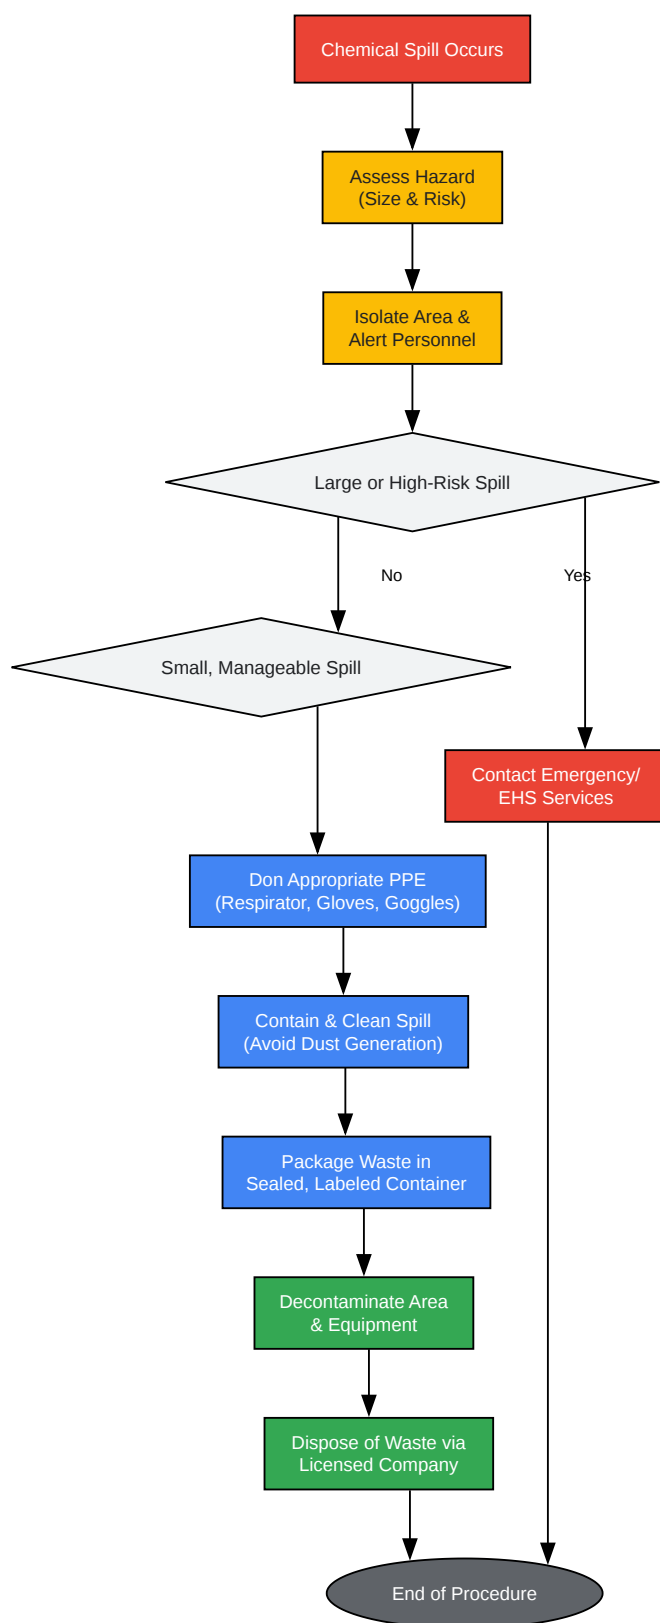 Chemical Spill Occurs
Assess Hazard
(Size & Risk)
Isolate Area &
Alert Personnel
Large or High-Risk Spill
No
Yes
Small, Manageable Spill
Contact Emergency/
EHS Services
Don Appropriate PPE
(Respirator, Gloves, Goggles)
Contain & Clean Spill
(Avoid Dust Generation)
Package Waste in
Sealed, Labeled Container
Decontaminate Area
& Equipment
Dispose of Waste via
Licensed Company
End of Procedure